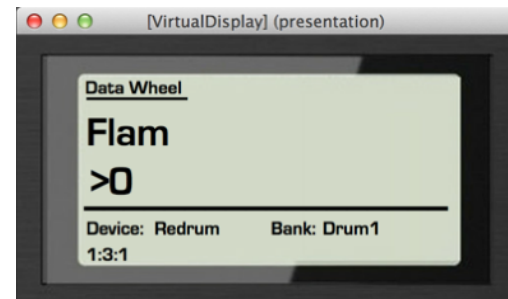 [VirtualDisplay] (presentation)
Data Wheel
Flam
>0
Device: Redrum Bank: Drum1
1:3:1